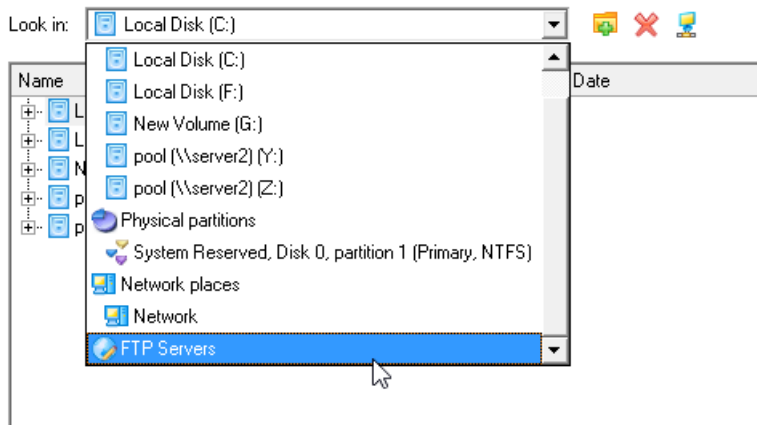 Look in: Local Disk (C:)
Name Date
Local Disk (C:)
Local Disk (F:)
New Volume (G:)
pool (\\server2) (Y:)
pool (\\server2) (Z:)
Physical partitions
System Reserved, Disk 0, partition 1 (Primary, NTFS)
Network places
Network
FTP Servers